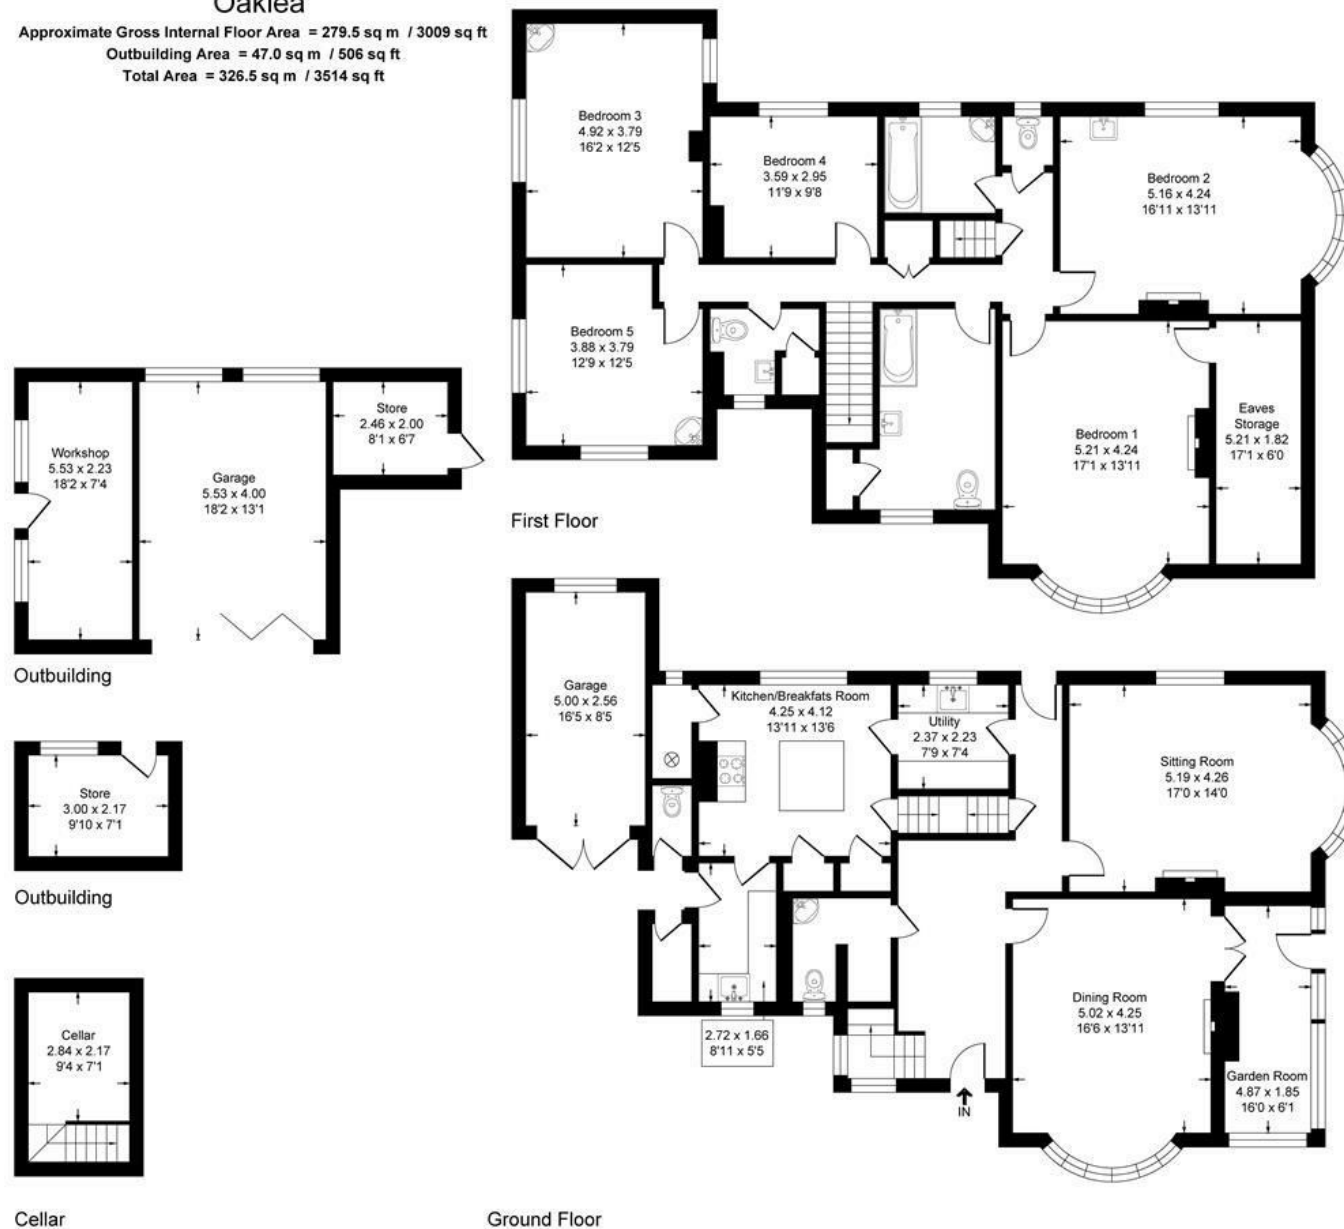 Oaklea
Approximate Gross Internal Floor Area = 279.5 sq m / 3009 sq ft
Outbuilding Area = 47.0 sq m / 506 sq ft
Total Area = 326.5 sq m / 3514 sq ft
Bedroom 3
4.92 x 3.79
16'2 x 12'5
Bedroom 4
3.59 x 2.95
11'9 x 9'8
Bedroom 2
5.16 x 4.24
16'11 x 13'11
Bedroom 5
3.88 x 3.79
12'9 x 12'5
Bedroom 1
5.21 x 4.24
17'1 x 13'11
Eaves
Storage
5.21 x 1.82
17'1 x 6'0
First Floor
Workshop
5.53 x 2.23
18'2 x 7'4
Garage
5.53 x 4.00
18'2 x 13'1
Store
2.46 x 2.00
8'1 x 6'7
Outbuilding
Store
3.00 x 2.17
9'10 x 7'1
Outbuilding
Cellar
2.84 x 2.17
9'4 x 7'1
Cellar
Garage
5.00 x 2.56
16'5 x 8'5
Kitchen/Breakfats Room
4.25 x 4.12
13'11 x 13'6
Utility
2.37 x 2.23
7'9 x 7'4
Sitting Room
5.19 x 4.26
17'0 x 14'0
2.72 x 1.66
8'11 x 5'5
Dining Room
5.02 x 4.25
16'6 x 13'11
Garden Room
4.87 x 1.85
16'0 x 6'1
IN
Ground Floor